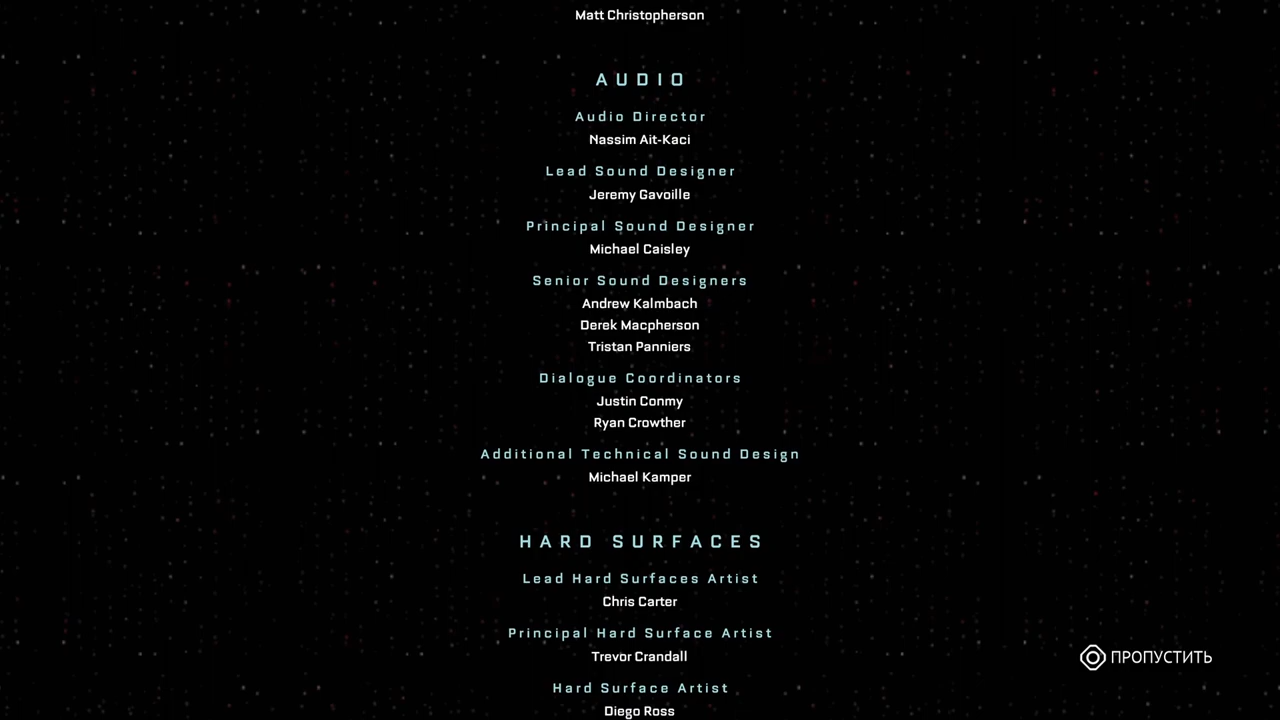 Matt Christopherson
AUDIO
Audio Director
Nassim Ait-Kaci
Lead Sound Designer
Jeremy Gavoille
Principal Sound Designer
Michael Caisley
Senior Sound Designers
Andrew Kalmbach
Derek Macpherson
Tristan Panniers
Dialogue Coordinators
Justin Conmy
Ryan Crowther
Additional Technical Sound Design
Michael Kamper
HARD SURFACES
Lead Hard Surfaces Artist
Chris Carter
Principal Hard Surface Artist
Trevor Crandall
ПРОПУСТИТЬ
Hard Surface Artist
Diego Ross